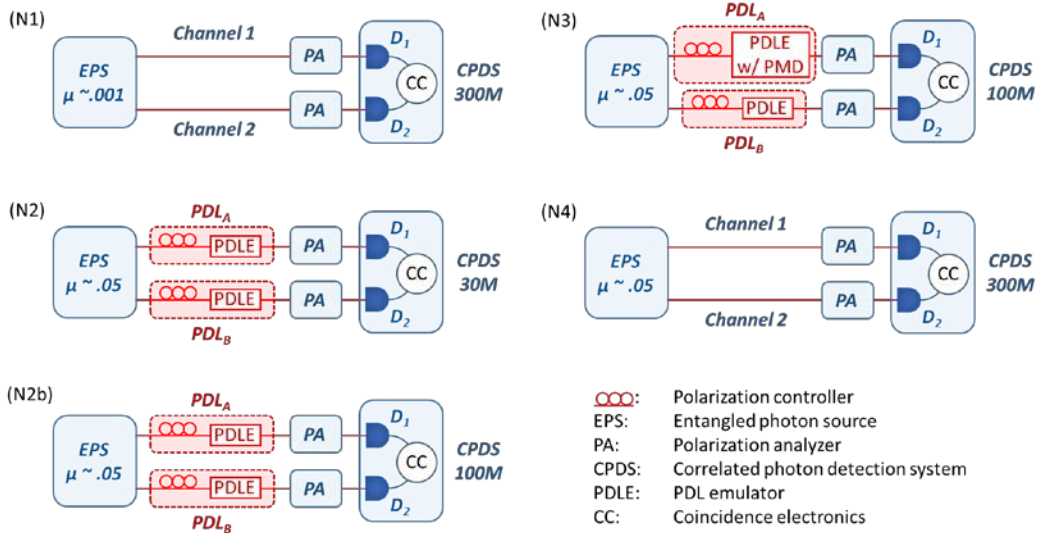 (N1)
Channel 1
EPS
μ ~.001
PA
PA
D1
CC
D2
CPDS
300M
Channel 2
(N2)
PDLA
PDLE
EPS
μ ~ .05
PA
PDLE
PA
PDLB
D1
CC
D2
CPDS
30M
(N2b)
PDLA
PDLE
EPS
μ ~ .05
PA
PDLE
PA
PDLB
D1
CC
D2
CPDS
100M
(N3)
PDLA
PDLE
w/ PMD
EPS
μ ~ .05
PA
PDLE
PA
PDLB
D1
CC
D2
CPDS
100M
(N4)
Channel 1
EPS
μ ~ .05
PA
PA
D1
CC
D2
CPDS
300M
Channel 2
: Polarization controller
EPS: Entangled photon source
PA: Polarization analyzer
CPDS: Correlated photon detection system
PDLE: PDL emulator
CC: Coincidence electronics